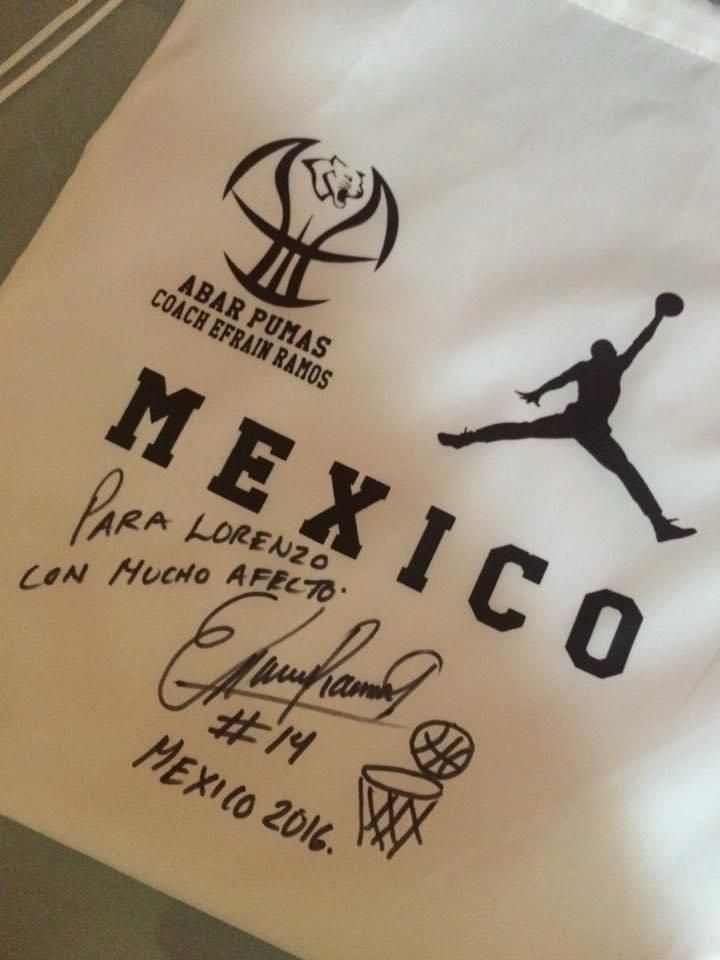 ABAR PUMAS
COACH EFRAIN RAMOS
MEXICO
PARA LORENZO
CON MUCHO AFECTO.
#14
MEXICO 2016.